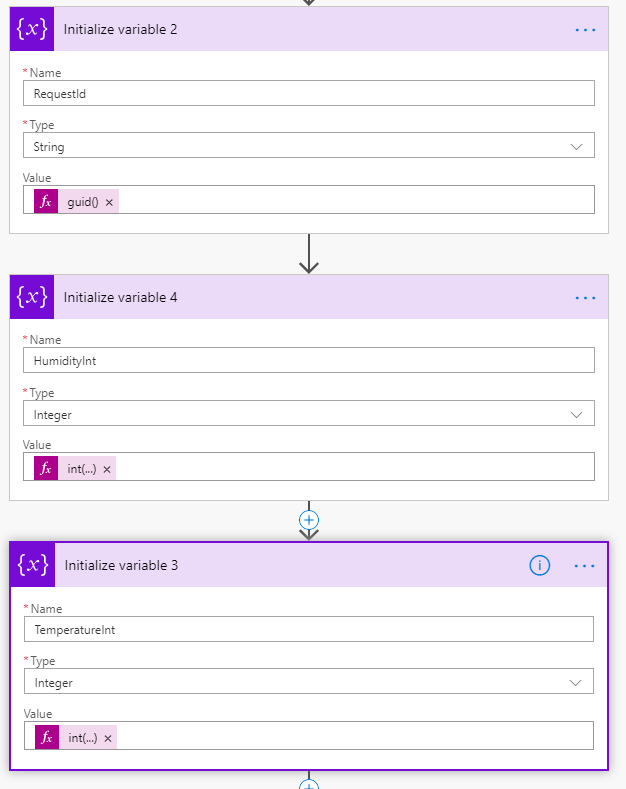 {x} Initialize variable 2 ...
* Name
RequestId
* Type
String
Value
fx guid() ×
{x} Initialize variable 4 ...
* Name
HumidityInt
* Type
Integer
Value
fx int(...) ×
{x} Initialize variable 3 i ...
* Name
TemperatureInt
* Type
Integer
Value
fx int(...) ×